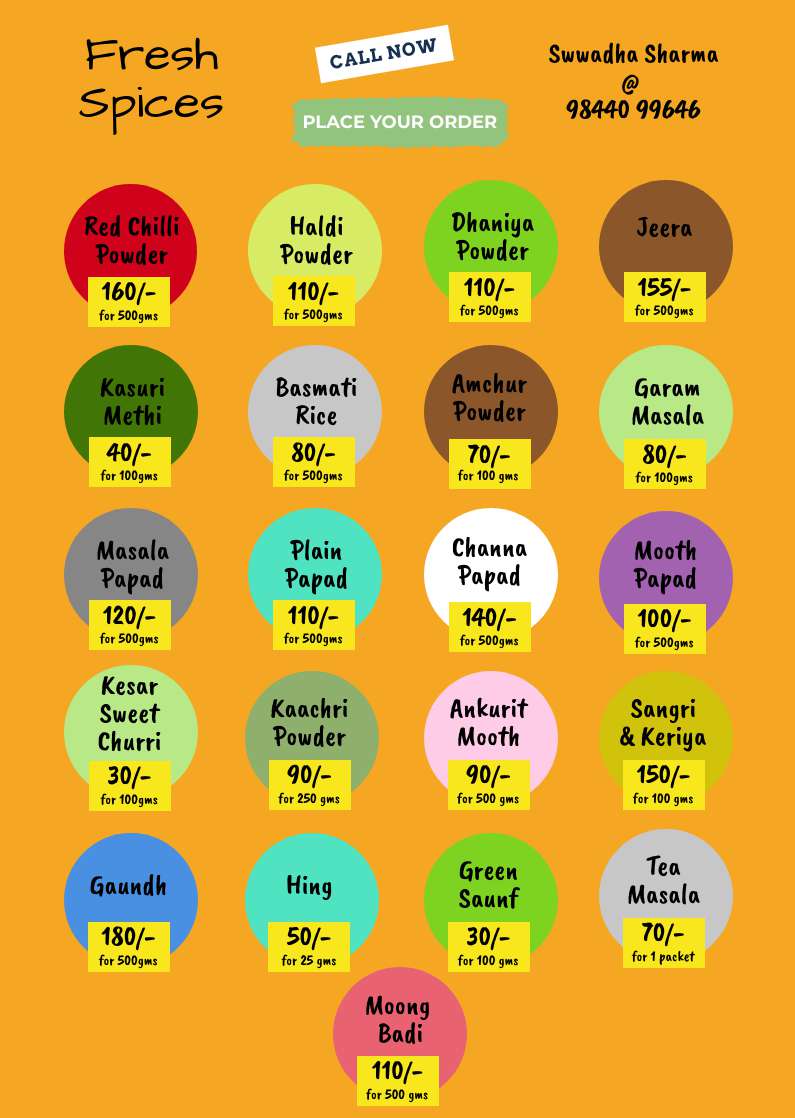 Fresh
Spices
CALL NOW
PLACE YOUR ORDER
Swwadha Sharma
@
98440 99646
Red Chilli
Powder
160/-
for 500gms
Haldi
Powder
110/-
for 500gms
Dhaniya
Powder
110/-
for 500gms
Jeera
155/-
for 500gms
Kasuri
Methi
40/-
for 100gms
Basmati
Rice
80/-
for 500gms
Amchur
Powder
70/-
for 100 gms
Garam
Masala
80/-
for 100gms
Masala
Papad
120/-
for 500gms
Plain
Papad
110/-
for 500gms
Channa
Papad
140/-
for 500gms
Mooth
Papad
100/-
for 500gms
Kesar
Sweet
Churri
30/-
for 100gms
Kaachri
Powder
90/-
for 250 gms
Ankurit
Mooth
90/-
for 500 gms
Sangri
& Keriya
150/-
for 100 gms
Gaundh
180/-
for 500gms
Hing
50/-
for 25 gms
Green
Saunf
30/-
for 100 gms
Tea
Masala
70/-
for 1 packet
Moong
Badi
110/-
for 500 gms